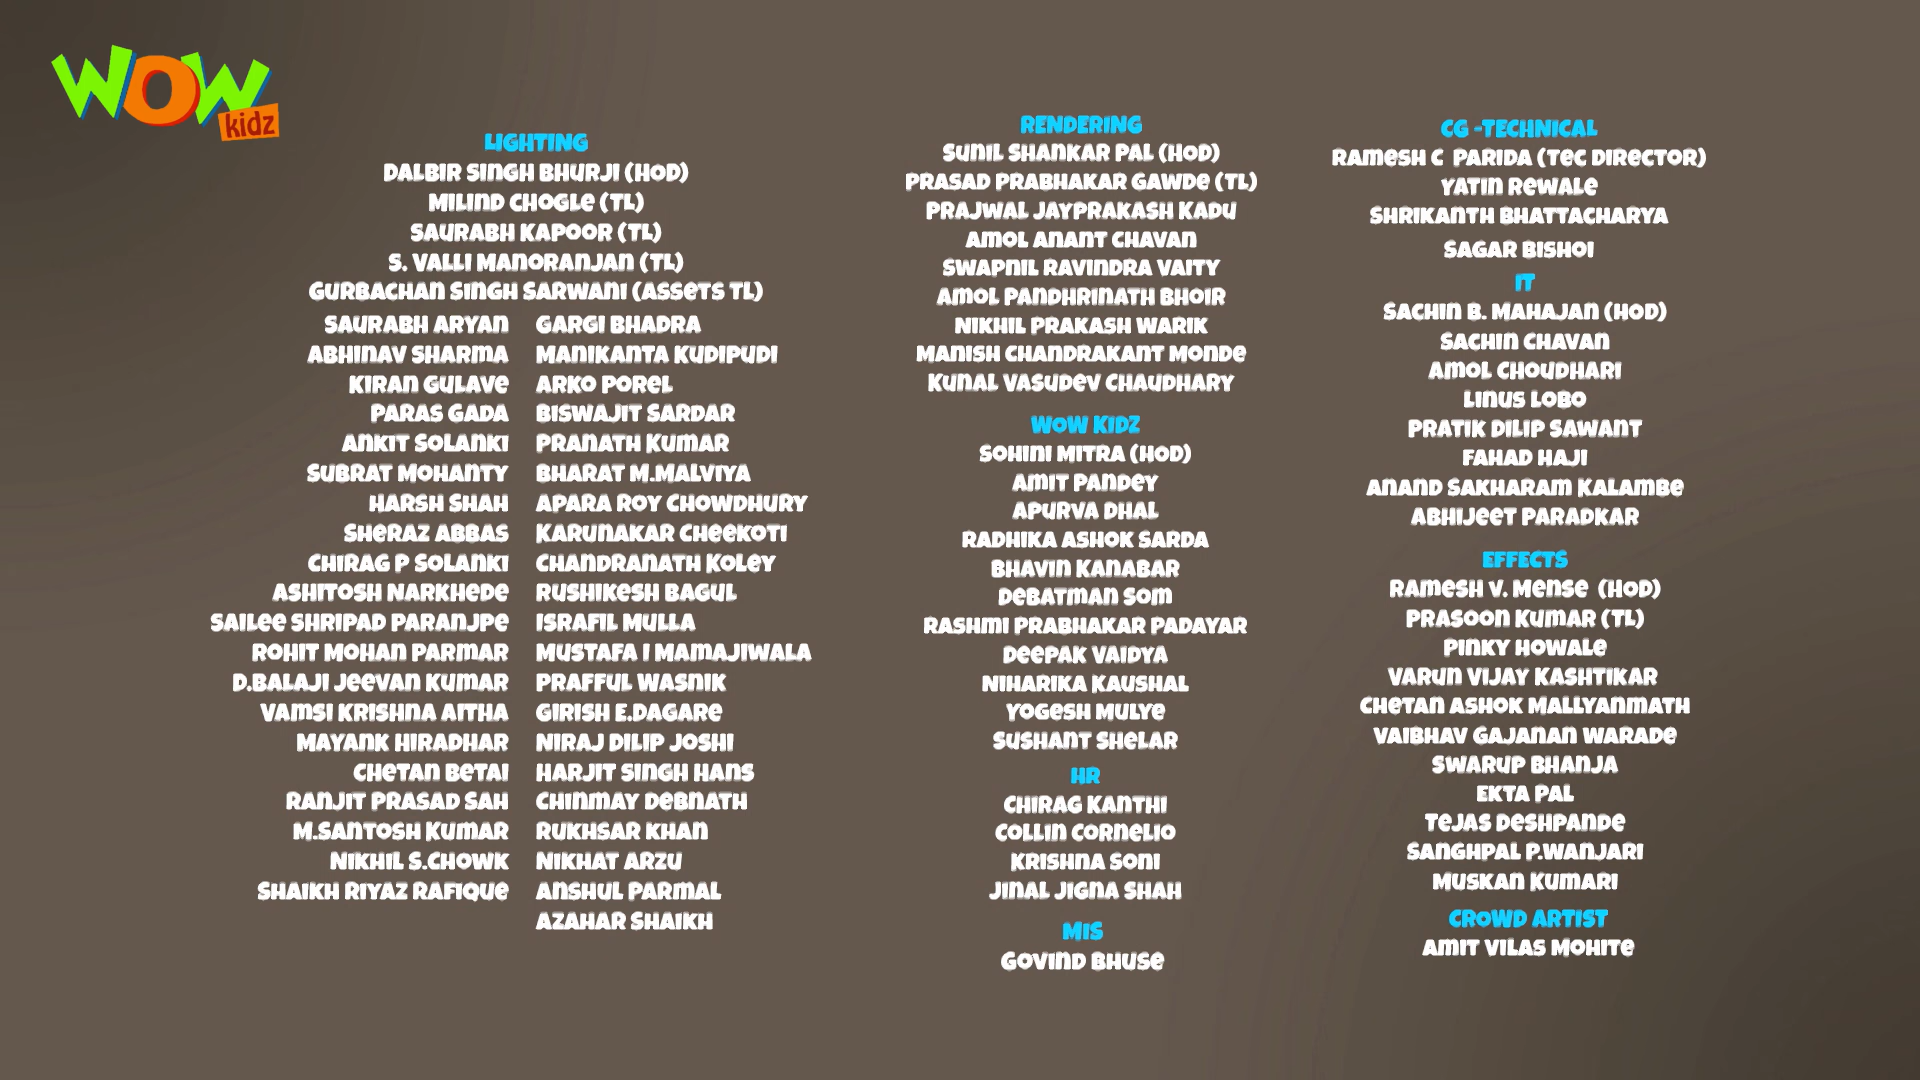 WOW
kidz
LIGHTING
DALBIR SINGH BHURJI (HOD)
MILIND CHOGLE (TL)
SAURABH KAPOOR (TL)
S. VALLI MANORANJAN (TL)
GURBACHAN SINGH SARWANI (ASSETS TL)
SAURABH ARYAN GARGI BHADRA
ABHINAV SHARMA MANIKANTA KUDIPUDI
KIRAN GULAVE ARKO POREL
PARAS GADA BISWAJIT SARDAR
ANKIT SOLANKI PRANATH KUMAR
SUBRAT MOHANTY BHARAT M.MALVIYA
HARSH SHAH APARA ROY CHOWDHURY
SHERAZ ABBAS KARUNAKAR CHEEKOTI
CHIRAG P SOLANKI CHANDRANATH KOLEY
ASHITOSH NARKHEDE RUSHIKESH BAGUL
SAILEE SHRIPAD PARANJPE ISRAFIL MULLA
ROHIT MOHAN PARMAR MUSTAFA I MAMAJIWALA
D.BALAJI JEEVAN KUMAR PRAFFUL WASNIK
VAMSI KRISHNA AITHA GIRISH E.DAGARE
MAYANK HIRADHAR NIRAJ DILIP JOSHI
CHETAN BETAI HARJIT SINGH HANS
RANJIT PRASAD SAH CHINMAY DEBNATH
M.SANTOSH KUMAR RUKHSAR KHAN
NIKHIL S.CHOWK NIKHAT ARZU
SHAIKH RIYAZ RAFIQUE ANSHUL PARMAL
AZAHAR SHAIKH
RENDERING
SUNIL SHANKAR PAL (HOD)
PRASAD PRABHAKAR GAWDE (TL)
PRAJWAL JAYPRAKASH KADU
AMOL ANANT CHAVAN
SWAPNIL RAVINDRA VAITY
AMOL PANDHRINATH BHOIR
NIKHIL PRAKASH WARIK
MANISH CHANDRAKANT MONDE
KUNAL VASUDEV CHAUDHARY
WOW KIDZ
SOHINI MITRA (HOD)
AMIT PANDEY
APURVA DHAL
RADHIKA ASHOK SARDA
BHAVIN KANABAR
DEBATMAN SOM
RASHMI PRABHAKAR PADAYAR
DEEPAK VAIDYA
NIHARIKA KAUSHAL
YOGESH MULYE
SUSHANT SHELAR
HR
CHIRAG KANTHI
COLLIN CORNELIO
KRISHNA SONI
JINAL JIGNA SHAH
MIS
GOVIND BHUSE
CG -TECHNICAL
RAMESH C PARIDA (TEC DIRECTOR)
YATIN REWALE
SHRIKANTH BHATTACHARYA
SAGAR BISHOI
IT
SACHIN B. MAHAJAN (HOD)
SACHIN CHAVAN
AMOL CHOUDHARI
LINUS LOBO
PRATIK DILIP SAWANT
FAHAD HAJI
ANAND SAKHARAM KALAMBE
ABHIJEET PARADKAR
EFFECTS
RAMESH V. MENSE (HOD)
PRASOON KUMAR (TL)
PINKY HOWALE
VARUN VIJAY KASHTIKAR
CHETAN ASHOK MALLYANMATH
VAIBHAV GAJANAN WARADE
SWARUP BHANJA
EKTA PAL
TEJAS DESHPANDE
SANGHPAL P.WANJARI
MUSKAN KUMARI
CROWD ARTIST
AMIT VILAS MOHITE